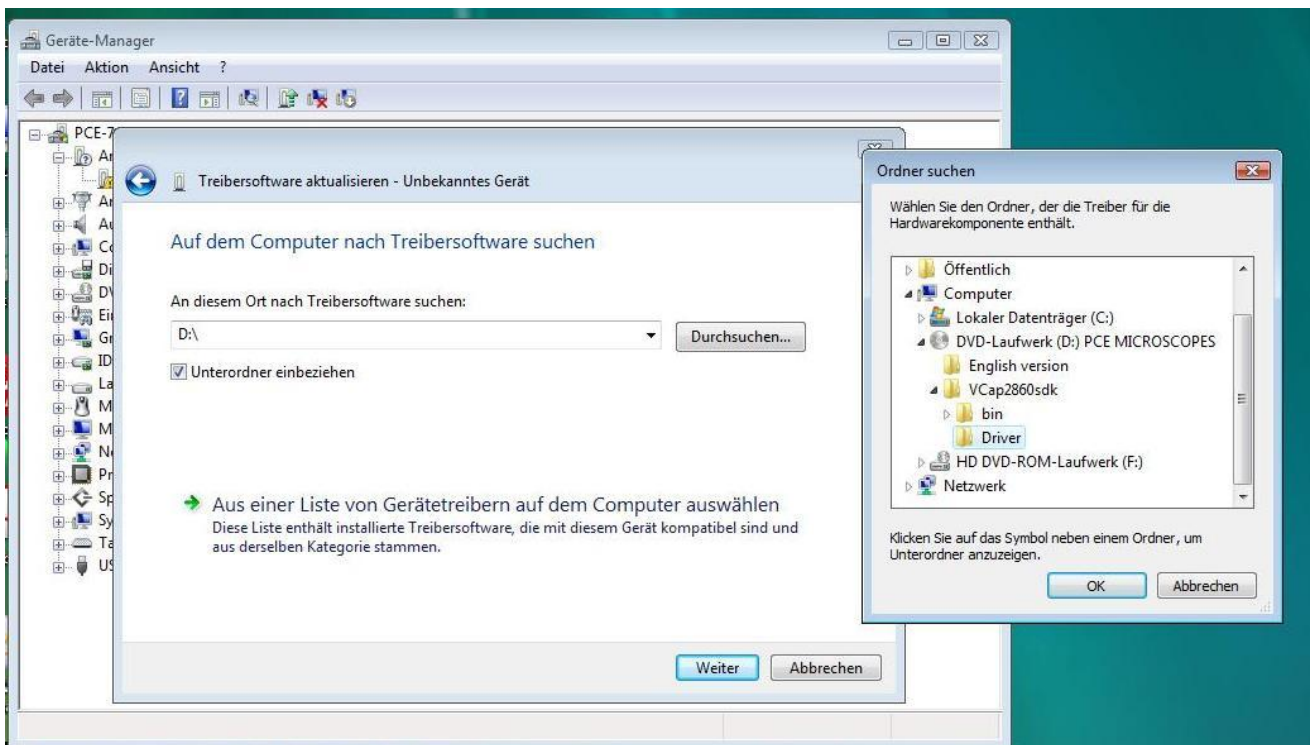 Geräte-Manager
Datei Aktion Ansicht ?
PCE-7
Treibersoftware aktualisieren - Unbekanntes Gerät
Auf dem Computer nach Treibersoftware suchen
An diesem Ort nach Treibersoftware suchen:
D:\
Durchsuchen...
Unterordner einbeziehen
Aus einer Liste von Gerätetreibern auf dem Computer auswählen
Diese Liste enthält installierte Treibersoftware, die mit diesem Gerät kompatibel sind und
aus derselben Kategorie stammen.
Weiter Abbrechen
Ordner suchen
Wählen Sie den Ordner, der die Treiber für die
Hardwarekomponente enthält.
Öffentlich
Computer
Lokaler Datenträger (C:)
DVD-Laufwerk (D:) PCE MICROSCOPES
English version
VCap2860sdk
bin
Driver
HD DVD-ROM-Laufwerk (F:)
Netzwerk
Klicken Sie auf das Symbol neben einem Ordner, um
Unterordner anzuzeigen.
OK Abbrechen